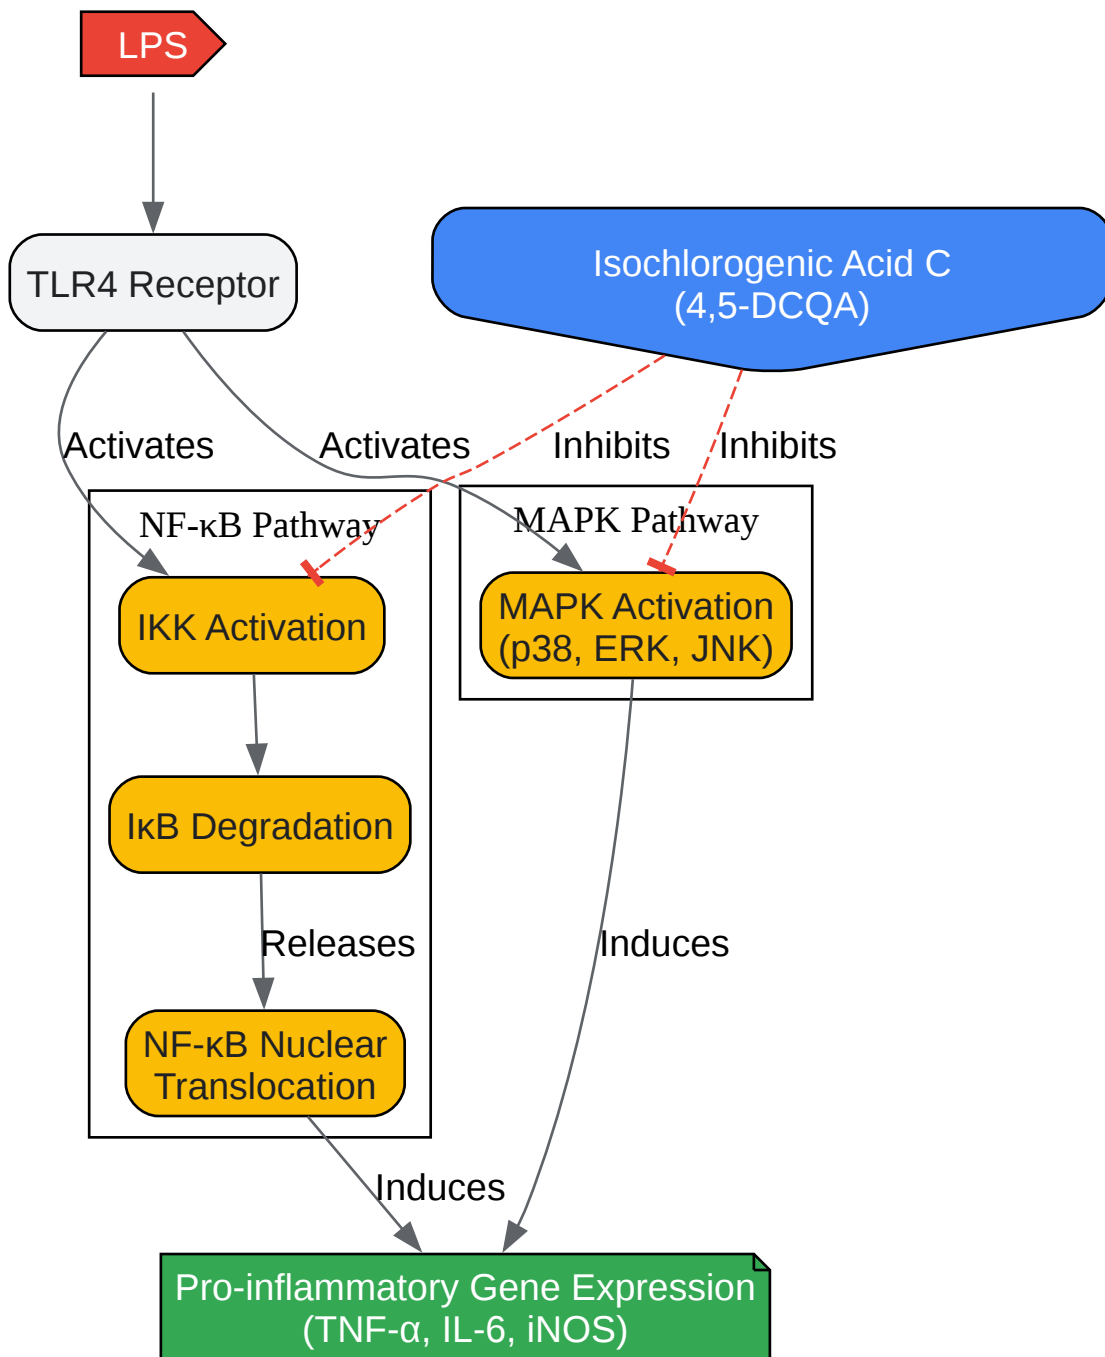 LPS
TLR4 Receptor
Isochlorogenic Acid C
(4,5-DCQA)
Activates
Activates
Inhibits
Inhibits
NF-κB Pathway
MAPK Pathway
IKK Activation
MAPK Activation
(p38, ERK, JNK)
IκB Degradation
Releases
Induces
NF-κB Nuclear
Translocation
Induces
Pro-inflammatory Gene Expression
(TNF-α, IL-6, iNOS)